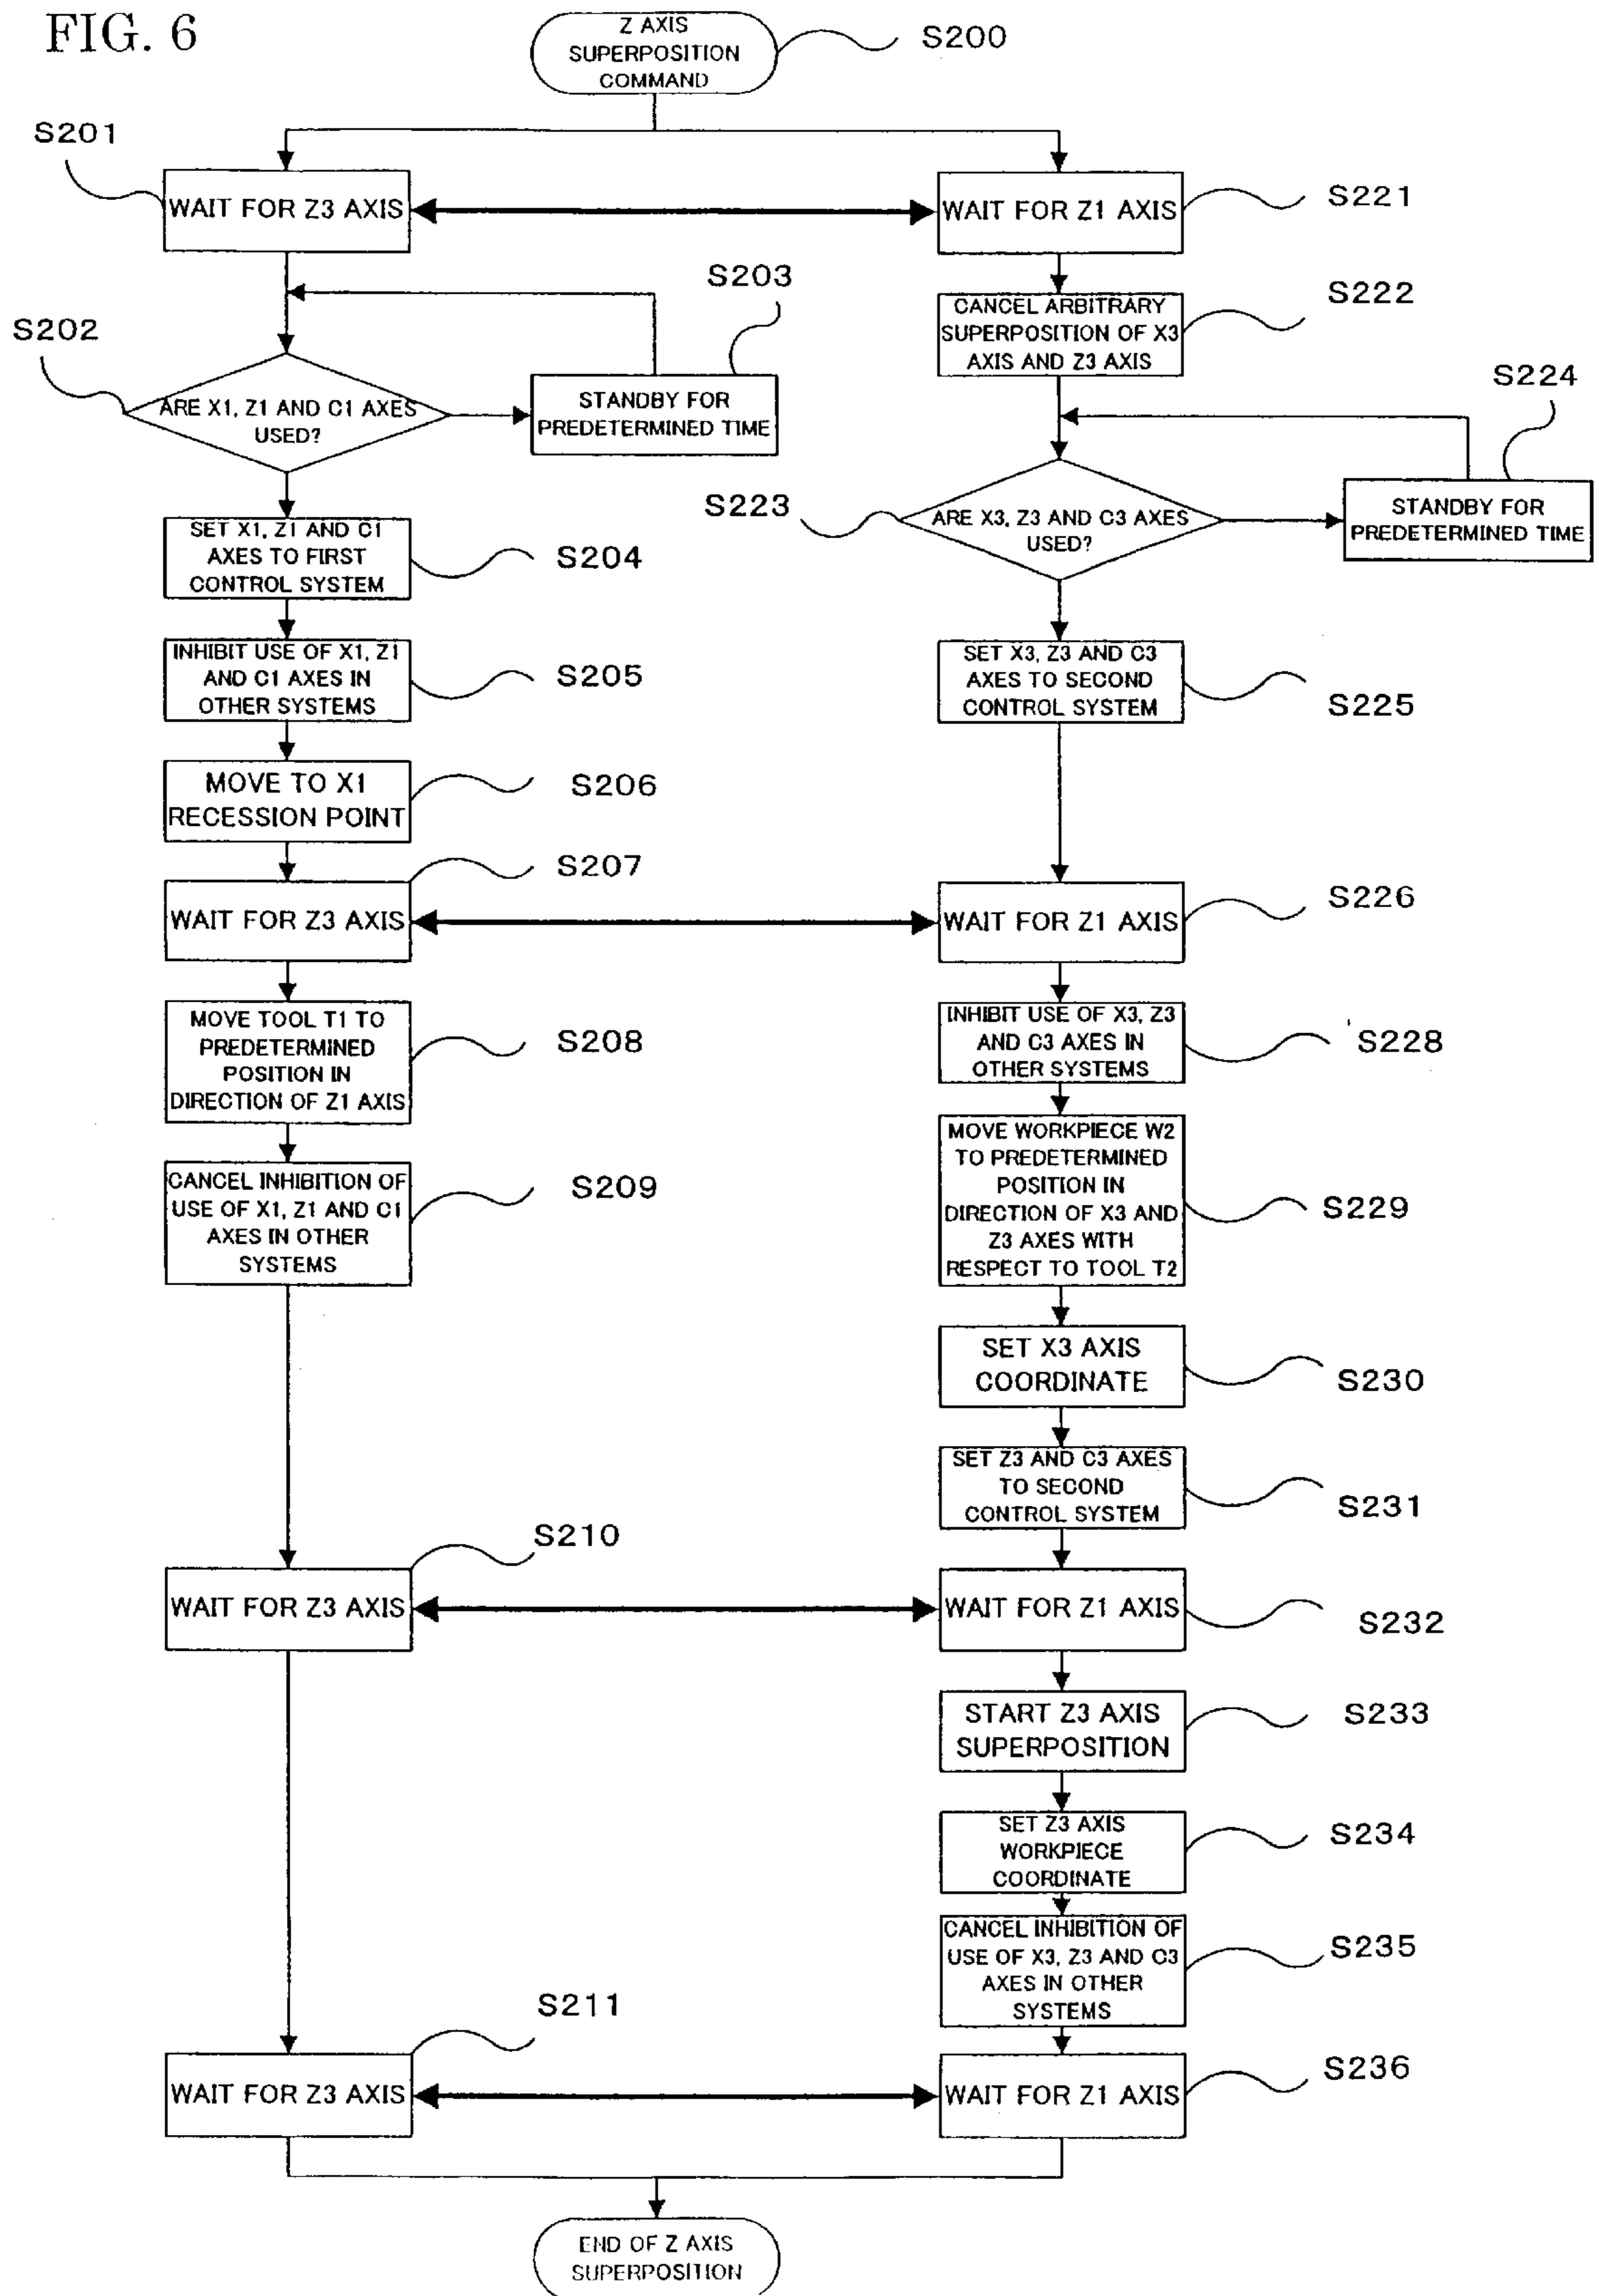 FIG. 6
Z AXIS
SUPERPOSITION
COMMAND
S200
S201
WAIT FOR Z3 AXIS
WAIT FOR Z1 AXIS
S221
S203
S202
ARE X1, Z1 AND C1 AXES
USED?
STANDBY FOR
PREDETERMINED TIME
CANCEL ARBITRARY
SUPERPOSITION OF X3
AXIS AND Z3 AXIS
S222
S224
S223
ARE X3, Z3 AND C3 AXES
USED?
STANDBY FOR
PREDETERMINED TIME
SET X1, Z1 AND C1
AXES TO FIRST
CONTROL SYSTEM
S204
INHIBIT USE OF X1, Z1
AND C1 AXES IN
OTHER SYSTEMS
S205
SET X3, Z3 AND C3
AXES TO SECOND
CONTROL SYSTEM
S225
MOVE TO X1
RECESSION POINT
S206
S207
WAIT FOR Z3 AXIS
WAIT FOR Z1 AXIS
S226
MOVE TOOL T1 TO
PREDETERMINED
POSITION IN
DIRECTION OF Z1 AXIS
S208
INHIBIT USE OF X3, Z3
AND C3 AXES IN
OTHER SYSTEMS
S228
CANCEL INHIBITION OF
USE OF X1, Z1 AND C1
AXES IN OTHER
SYSTEMS
S209
MOVE WORKPIECE W2
TO PREDETERMINED
POSITION IN
DIRECTION OF X3 AND
Z3 AXES WITH
RESPECT TO TOOL T2
S229
SET X3 AXIS
COORDINATE
S230
SET Z3 AND C3 AXES
TO SECOND
CONTROL SYSTEM
S231
S210
WAIT FOR Z3 AXIS
WAIT FOR Z1 AXIS
S232
START Z3 AXIS
SUPERPOSITION
S233
SET Z3 AXIS
WORKPIECE
COORDINATE
S234
CANCEL INHIBITION OF
USE OF X3, Z3 AND C3
AXES IN OTHER
SYSTEMS
S235
S211
WAIT FOR Z3 AXIS
WAIT FOR Z1 AXIS
S236
END OF Z AXIS
SUPERPOSITION